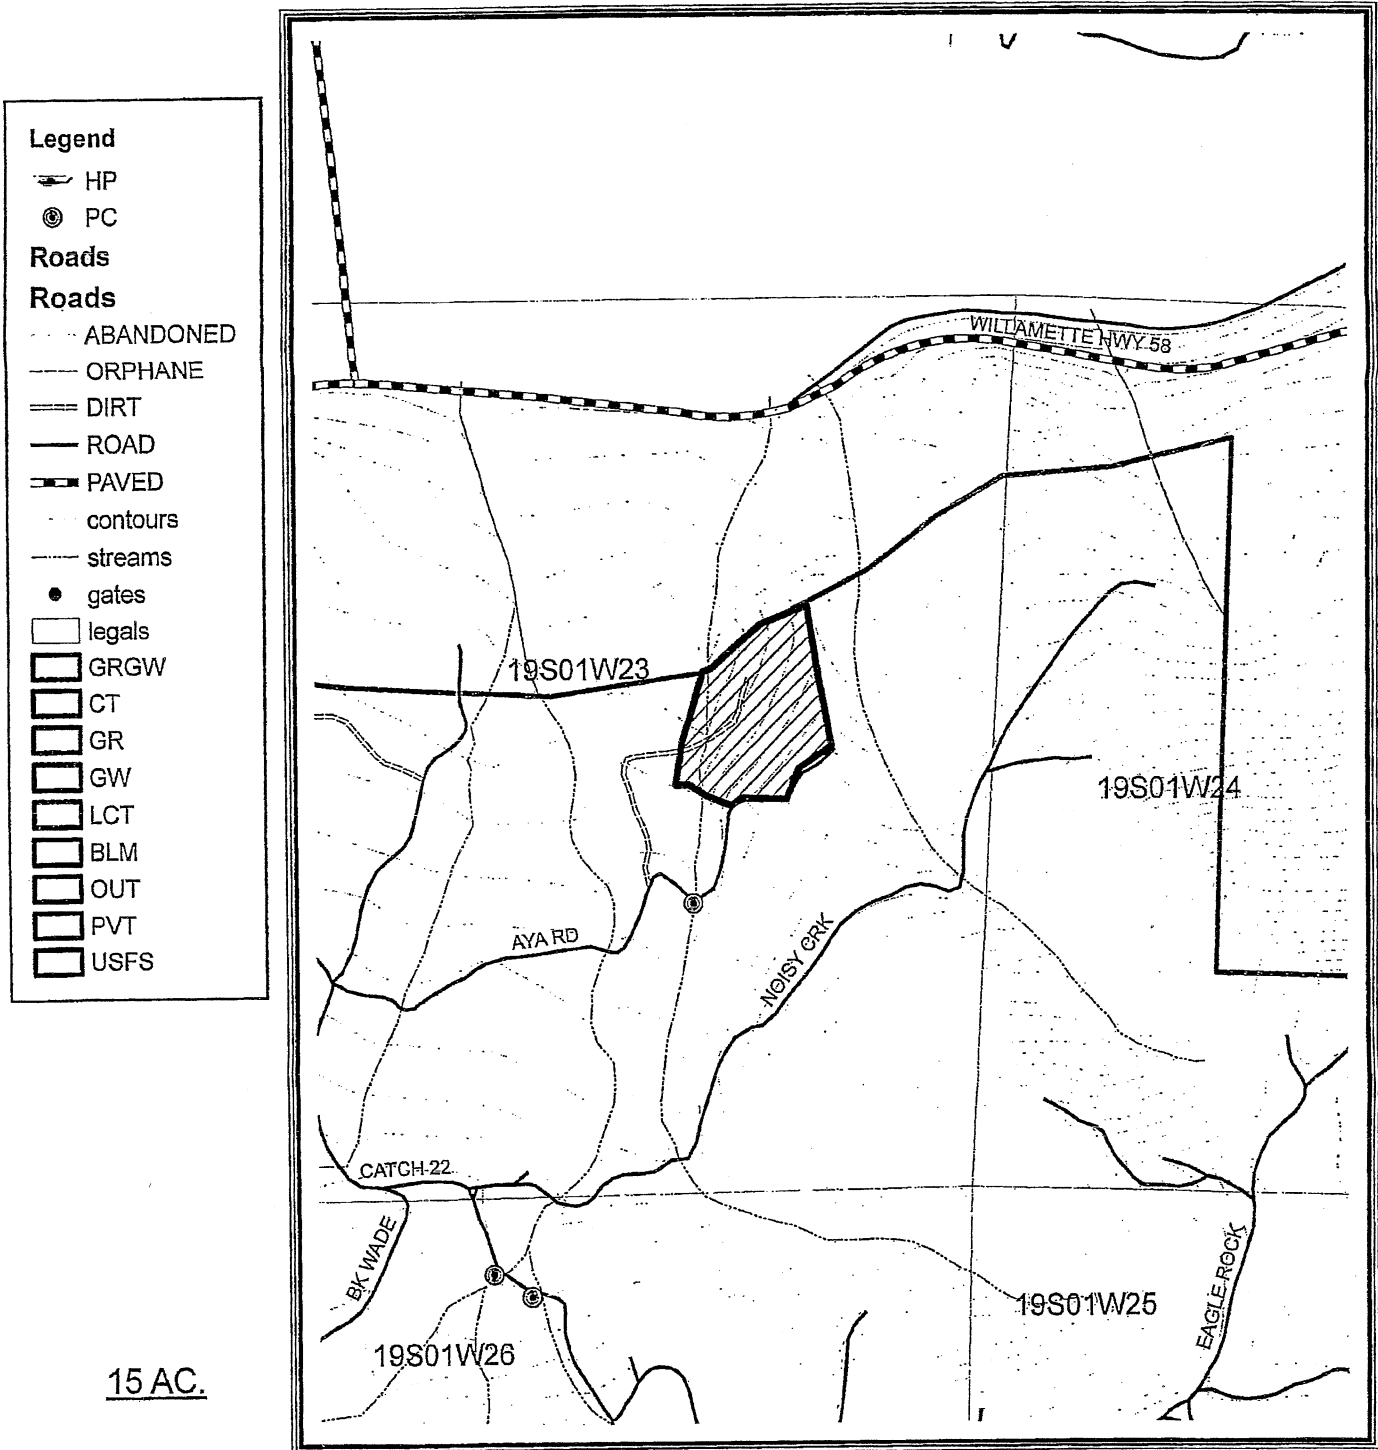 Legend
HP
PC
Roads
Roads
ABANDONED
ORPHANE
DIRT
ROAD
PAVED
contours
streams
gates
legals
GRGW
CT
GR
GW
LCT
BLM
OUT
PVT
USFS
15 AC.
WILLAMETTE HWY 58
19S01W23
19S01W24
AYA RD
NOISY CRK
CATCH-22
BK WADE
EAGLE ROCK
19S01W25
19S01W26